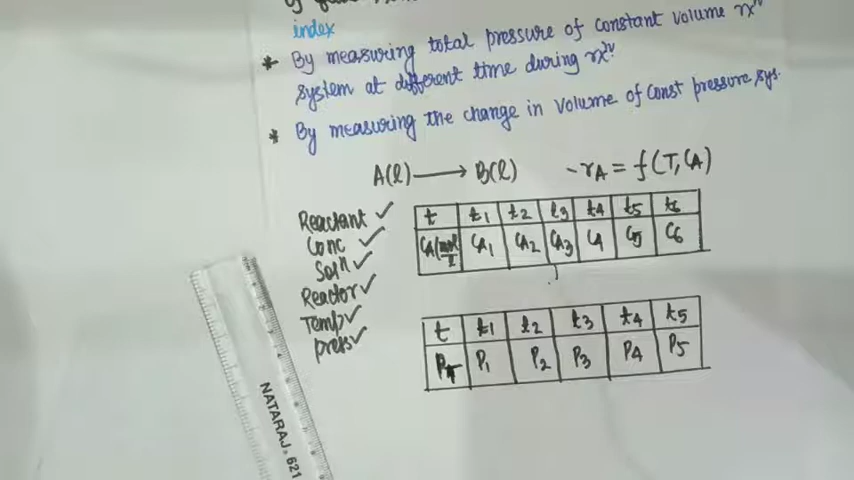 index
* By measuring total pressure of constant volume rxⁿ
system at different time during rxⁿ.
* By measuring the change in volume of const pressure sys.
A(l) ⟶ B(l) -rA = f(T, CA)
Reactant ✓
Conc ✓
Solⁿ ✓
Reactor ✓
Temp ✓
press ✓
t t1 t2 t3 t4 t5 t6
CA(mol/l) CA1 CA2 CA3 C4 C5 C6
t t1 t2 t3 t4 t5
PT P1 P2 P3 P4 P5
NATARAJ 621